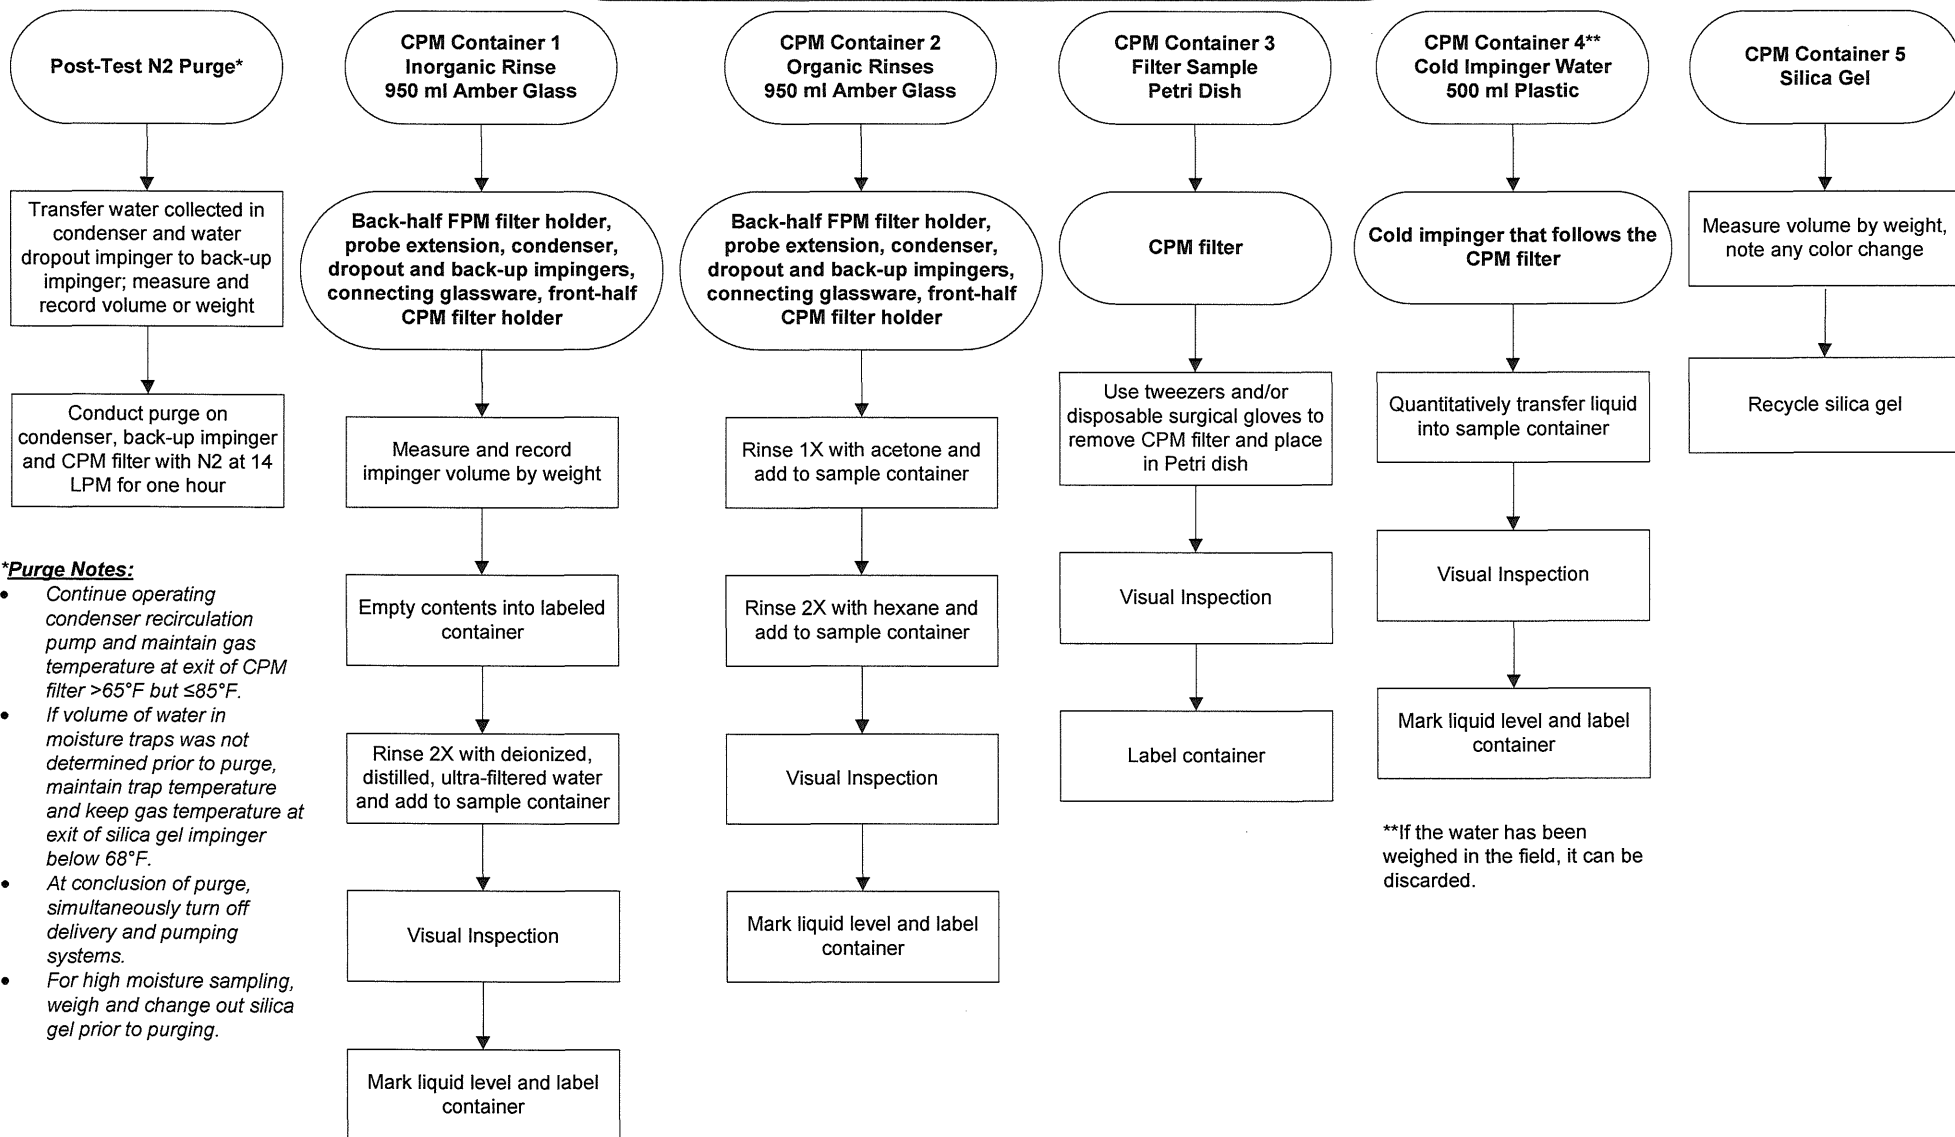 Post-Test N2 Purge*
Transfer water collected in
condenser and water
dropout impinger to back-up
impinger; measure and
record volume or weight
Conduct purge on
condenser, back-up impinger
and CPM filter with N2 at 14
LPM for one hour
*Purge Notes:
• Continue operating
condenser recirculation
pump and maintain gas
temperature at exit of CPM
filter >65°F but ≤85°F.
• If volume of water in
moisture traps was not
determined prior to purge,
maintain trap temperature
and keep gas temperature at
exit of silica gel impinger
below 68°F.
• At conclusion of purge,
simultaneously turn off
delivery and pumping
systems.
• For high moisture sampling,
weigh and change out silica
gel prior to purging.
CPM Container 1
Inorganic Rinse
950 ml Amber Glass
Back-half FPM filter holder,
probe extension, condenser,
dropout and back-up impingers,
connecting glassware, front-half
CPM filter holder
Measure and record
impinger volume by weight
Empty contents into labeled
container
Rinse 2X with deionized,
distilled, ultra-filtered water
and add to sample container
Visual Inspection
Mark liquid level and label
container
CPM Container 2
Organic Rinses
950 ml Amber Glass
Back-half FPM filter holder,
probe extension, condenser,
dropout and back-up impingers,
connecting glassware, front-half
CPM filter holder
Rinse 1X with acetone and
add to sample container
Rinse 2X with hexane and
add to sample container
Visual Inspection
Mark liquid level and label
container
CPM Container 3
Filter Sample
Petri Dish
CPM filter
Use tweezers and/or
disposable surgical gloves to
remove CPM filter and place
in Petri dish
Visual Inspection
Label container
CPM Container 4**
Cold Impinger Water
500 ml Plastic
Cold impinger that follows the
CPM filter
Quantitatively transfer liquid
into sample container
Visual Inspection
Mark liquid level and label
container
**If the water has been
weighed in the field, it can be
discarded.
CPM Container 5
Silica Gel
Measure volume by weight,
note any color change
Recycle silica gel